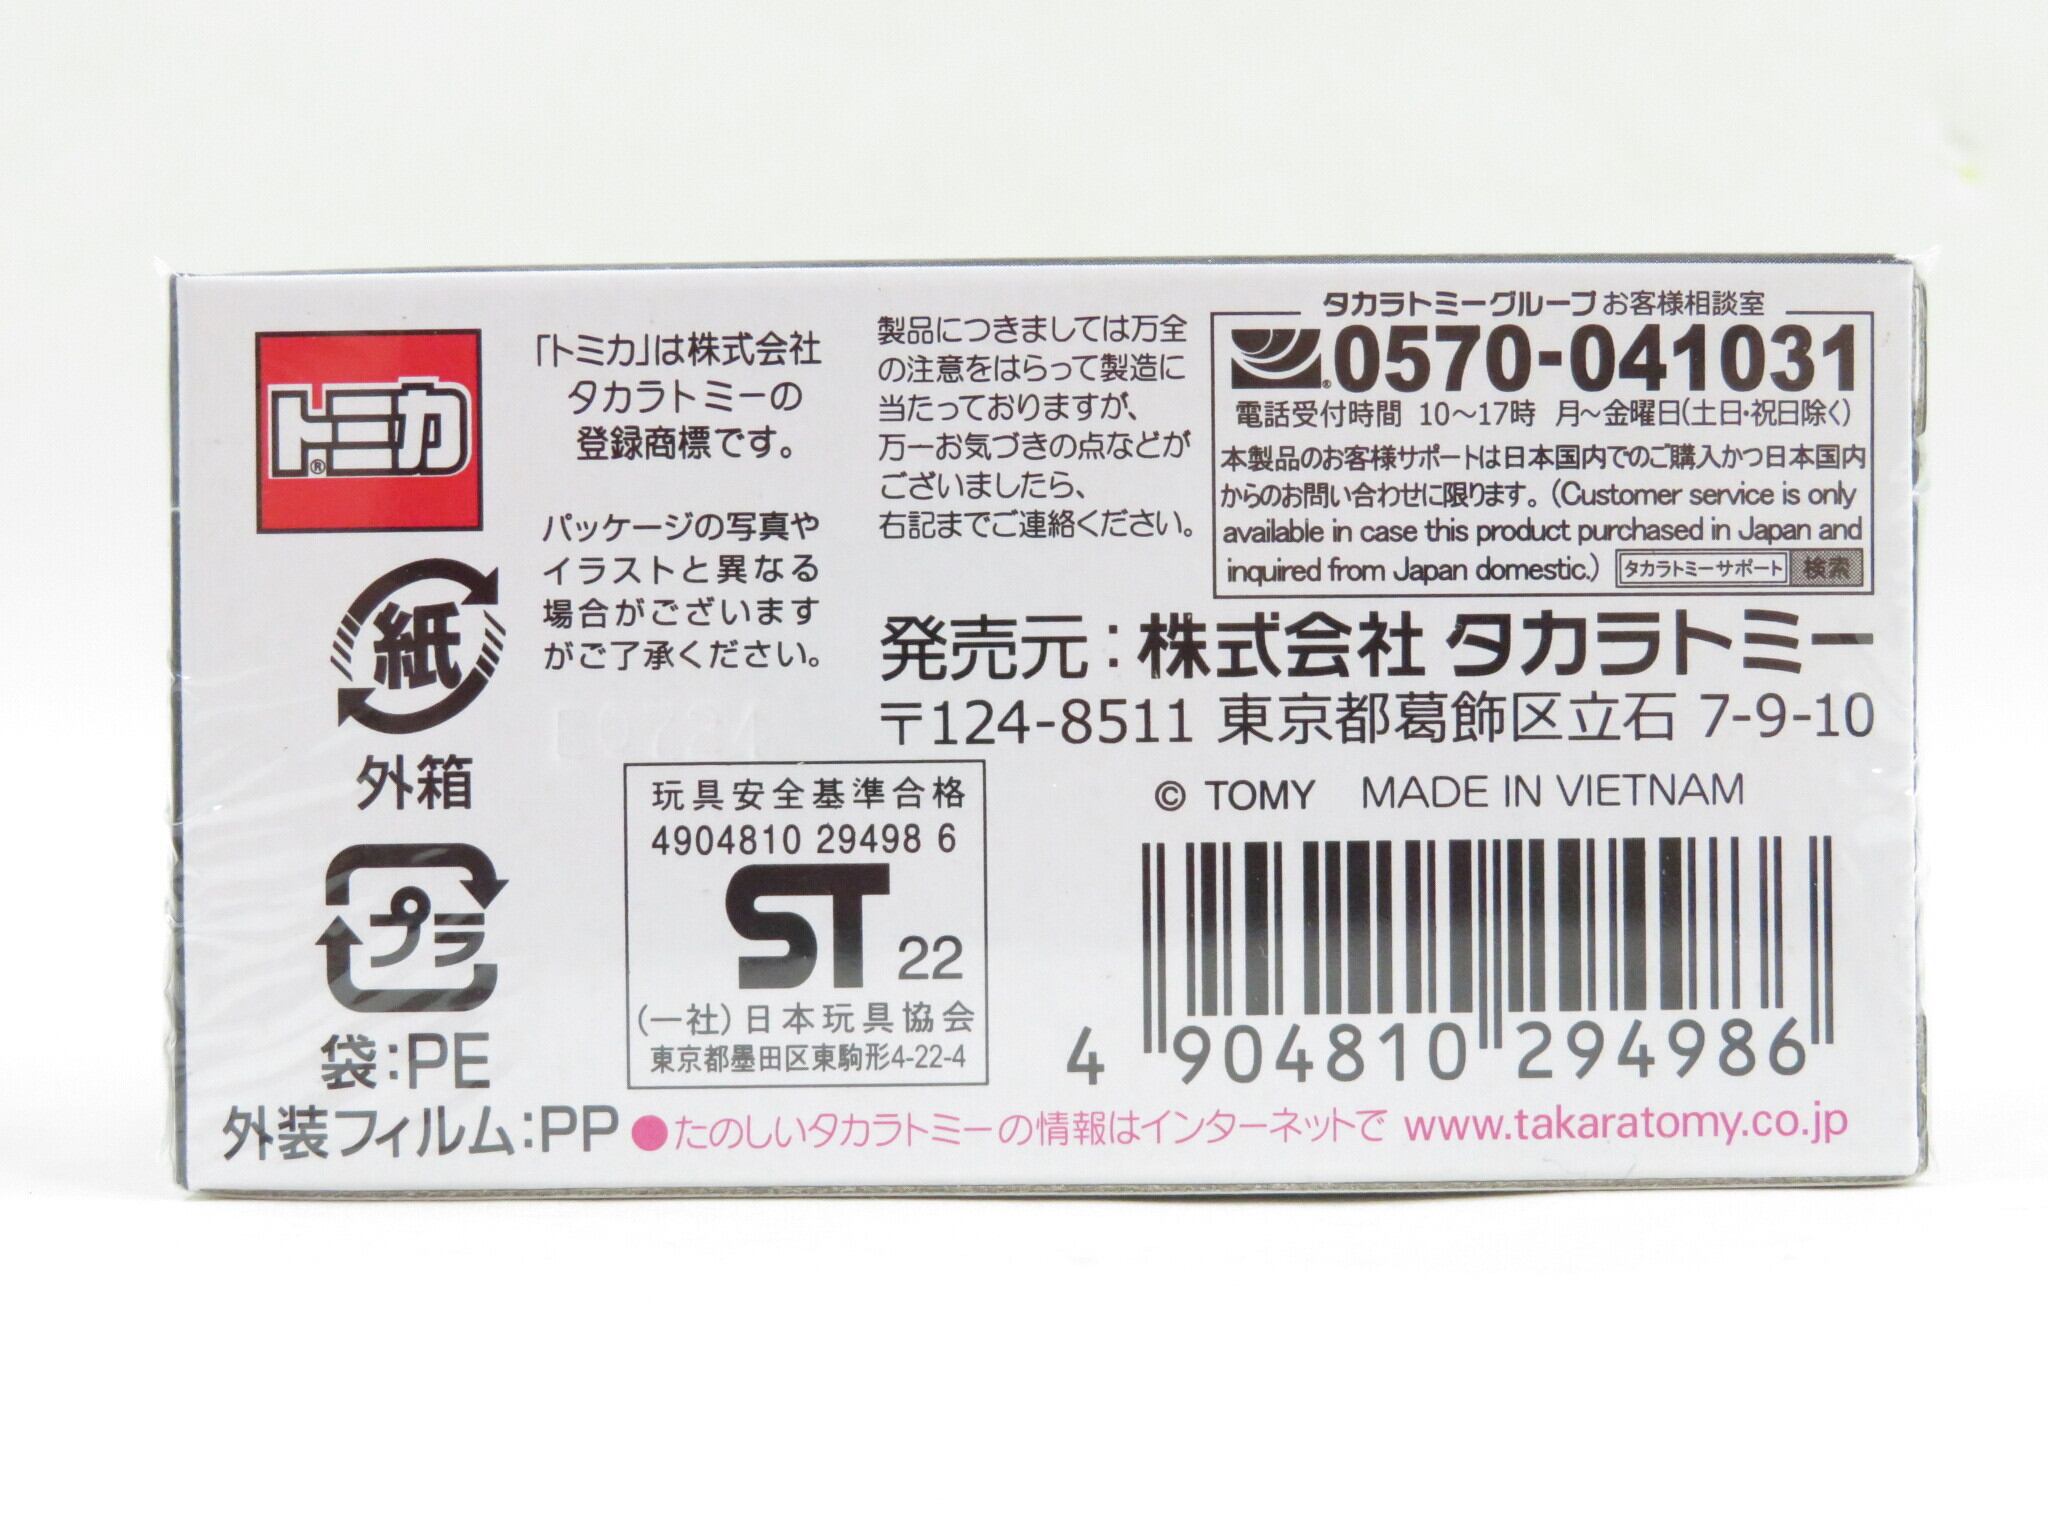 トミカ®
「トミカ」は株式会社
タカラトミーの
登録商標です。
パッケージの写真や
イラストと異なる
場合がございます
がご了承ください。
紙
外箱
プラ
袋:PE
外装フィルム:PP
製品につきましては万全
の注意をはらって製造に
当たっておりますが、
万一お気づきの点などが
ございましたら、
右記までご連絡ください。
タカラトミーグループ お客様相談室
0570-041031
電話受付時間 10〜17時 月〜金曜日(土日・祝日除く)
本製品のお客様サポートは日本国内でのご購入かつ日本国内
からのお問い合わせに限ります。(Customer service is only
available in case this product purchased in Japan and
inquired from Japan domestic.) タカラトミーサポート 検索
発売元:株式会社 タカラトミー
〒124-8511 東京都葛飾区立石 7-9-10
© TOMY MADE IN VIETNAM
玩具安全基準合格
4904810 29498 6
ST 22
(一社)日本玩具協会
東京都墨田区東駒形4-22-4
4 904810 294986
●たのしいタカラトミーの情報はインターネットで www.takaratomy.co.jp